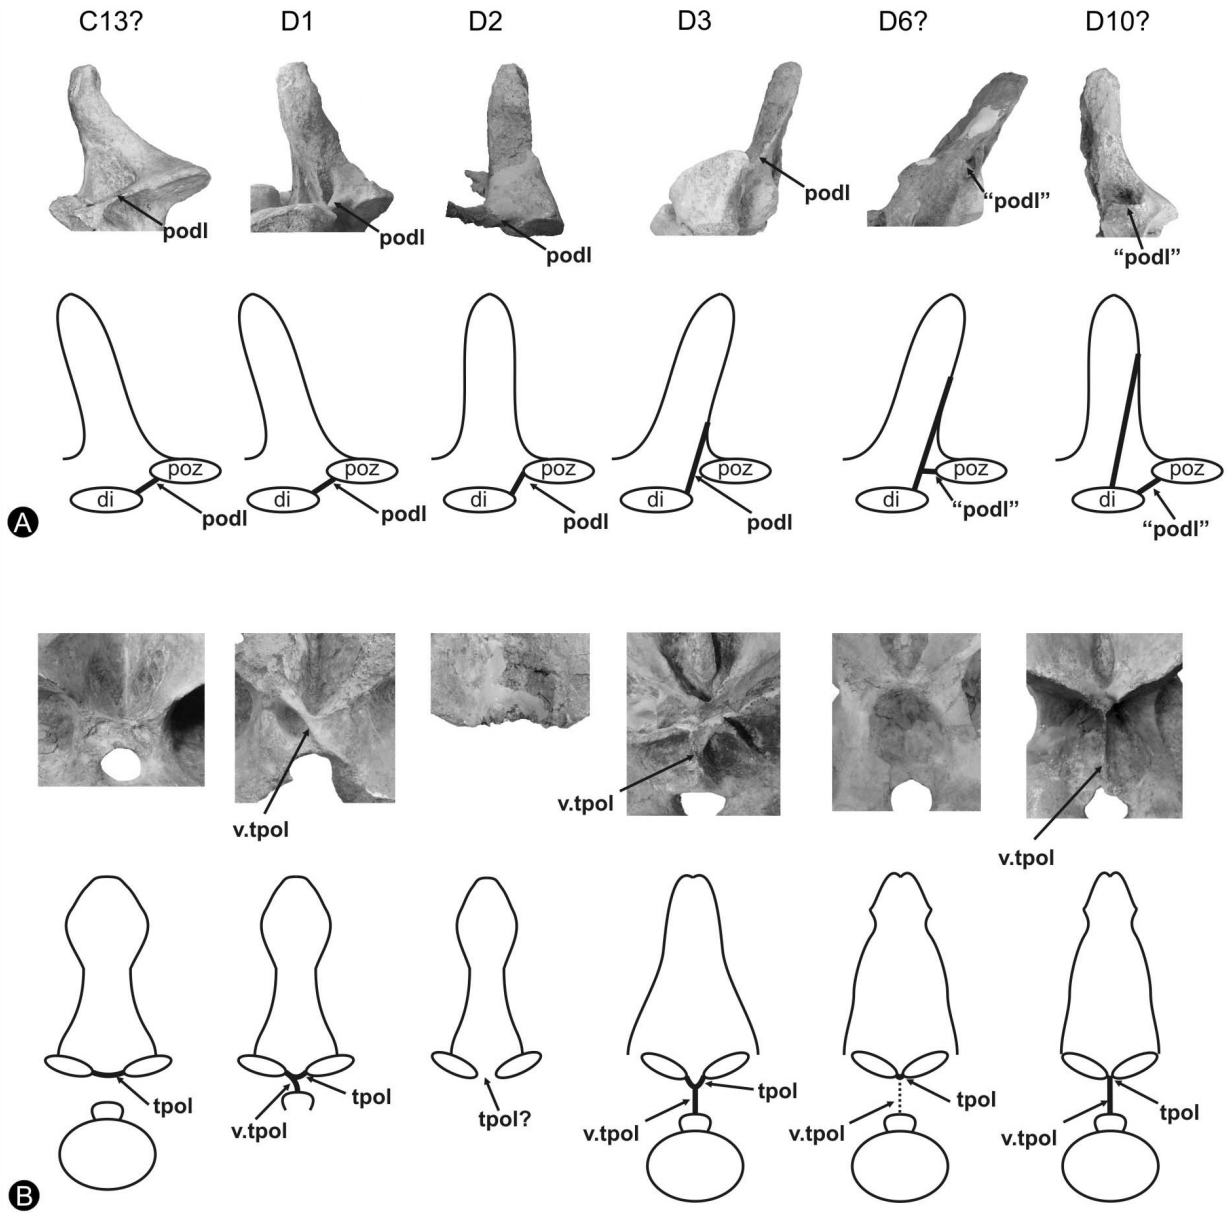 C13? D1 D2 D3 D6? D10?
podl podl podl podl “podl” “podl”
poz poz poz poz poz poz
di di di di di di
podl podl podl podl “podl” “podl”
A
v.tpol v.tpol v.tpol
tpol tpol tpol? tpol tpol tpol
v.tpol v.tpol v.tpol v.tpol
B